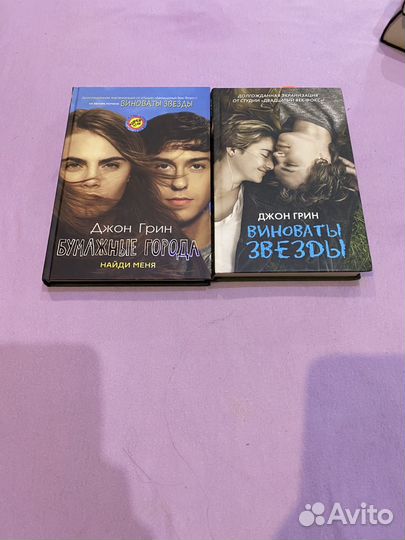 ВИНОВАТЫ ЗВЕЗДЫ
Джон Грин
БУМАЖНЫЕ ГОРОДА
НАЙДИ МЕНЯ
ДОЛГОЖДАННАЯ ЭКРАНИЗАЦИЯ
ОТ СТУДИИ «ДВАДЦАТЫЙ ВЕК ФОКС»!
ДЖОН ГРИН
ВИНОВАТЫ
ЗВЕЗДЫ
Avito